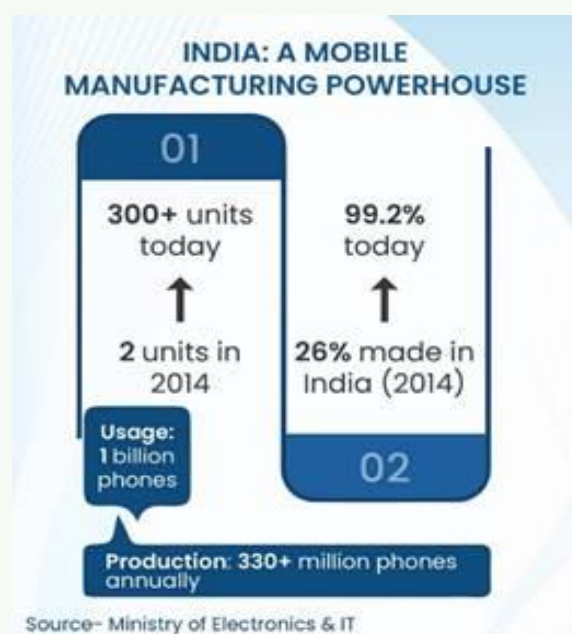 INDIA: A MOBILE
MANUFACTURING POWERHOUSE
01
300+ units
today
2 units in
2014
99.2%
today
26% made in
India (2014)
02
Usage:
1 billion
phones
Production: 330+ million phones
annually
Source- Ministry of Electronics & IT